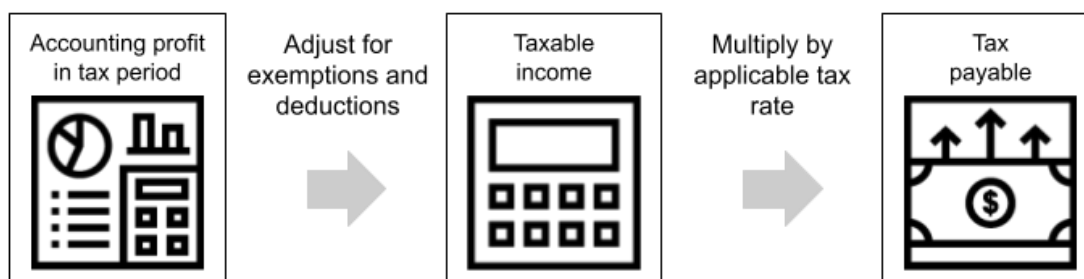 Accounting profit
in tax period
Adjust for
exemptions and
deductions
Taxable
income
Multiply by
applicable tax
rate
Tax
payable
$